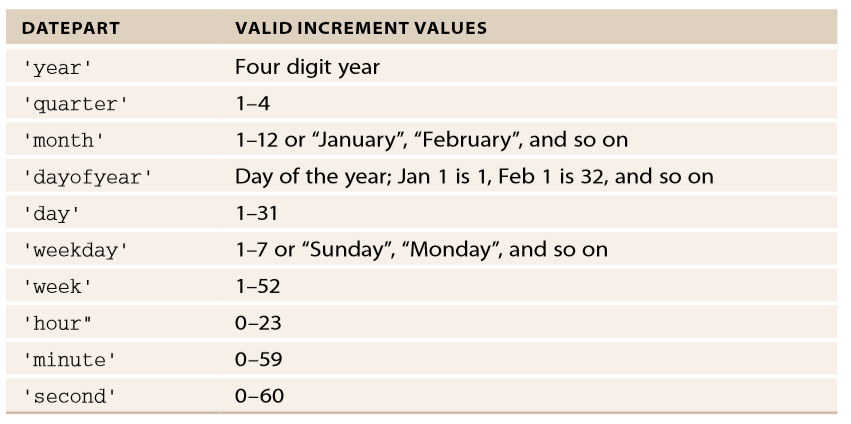 DATEPART VALID INCREMENT VALUES
'year' Four digit year
'quarter' 1–4
'month' 1–12 or “January”, “February”, and so on
'dayofyear' Day of the year; Jan 1 is 1, Feb 1 is 32, and so on
'day' 1–31
'weekday' 1–7 or “Sunday”, “Monday”, and so on
'week' 1–52
'hour" 0–23
'minute' 0–59
'second' 0–60